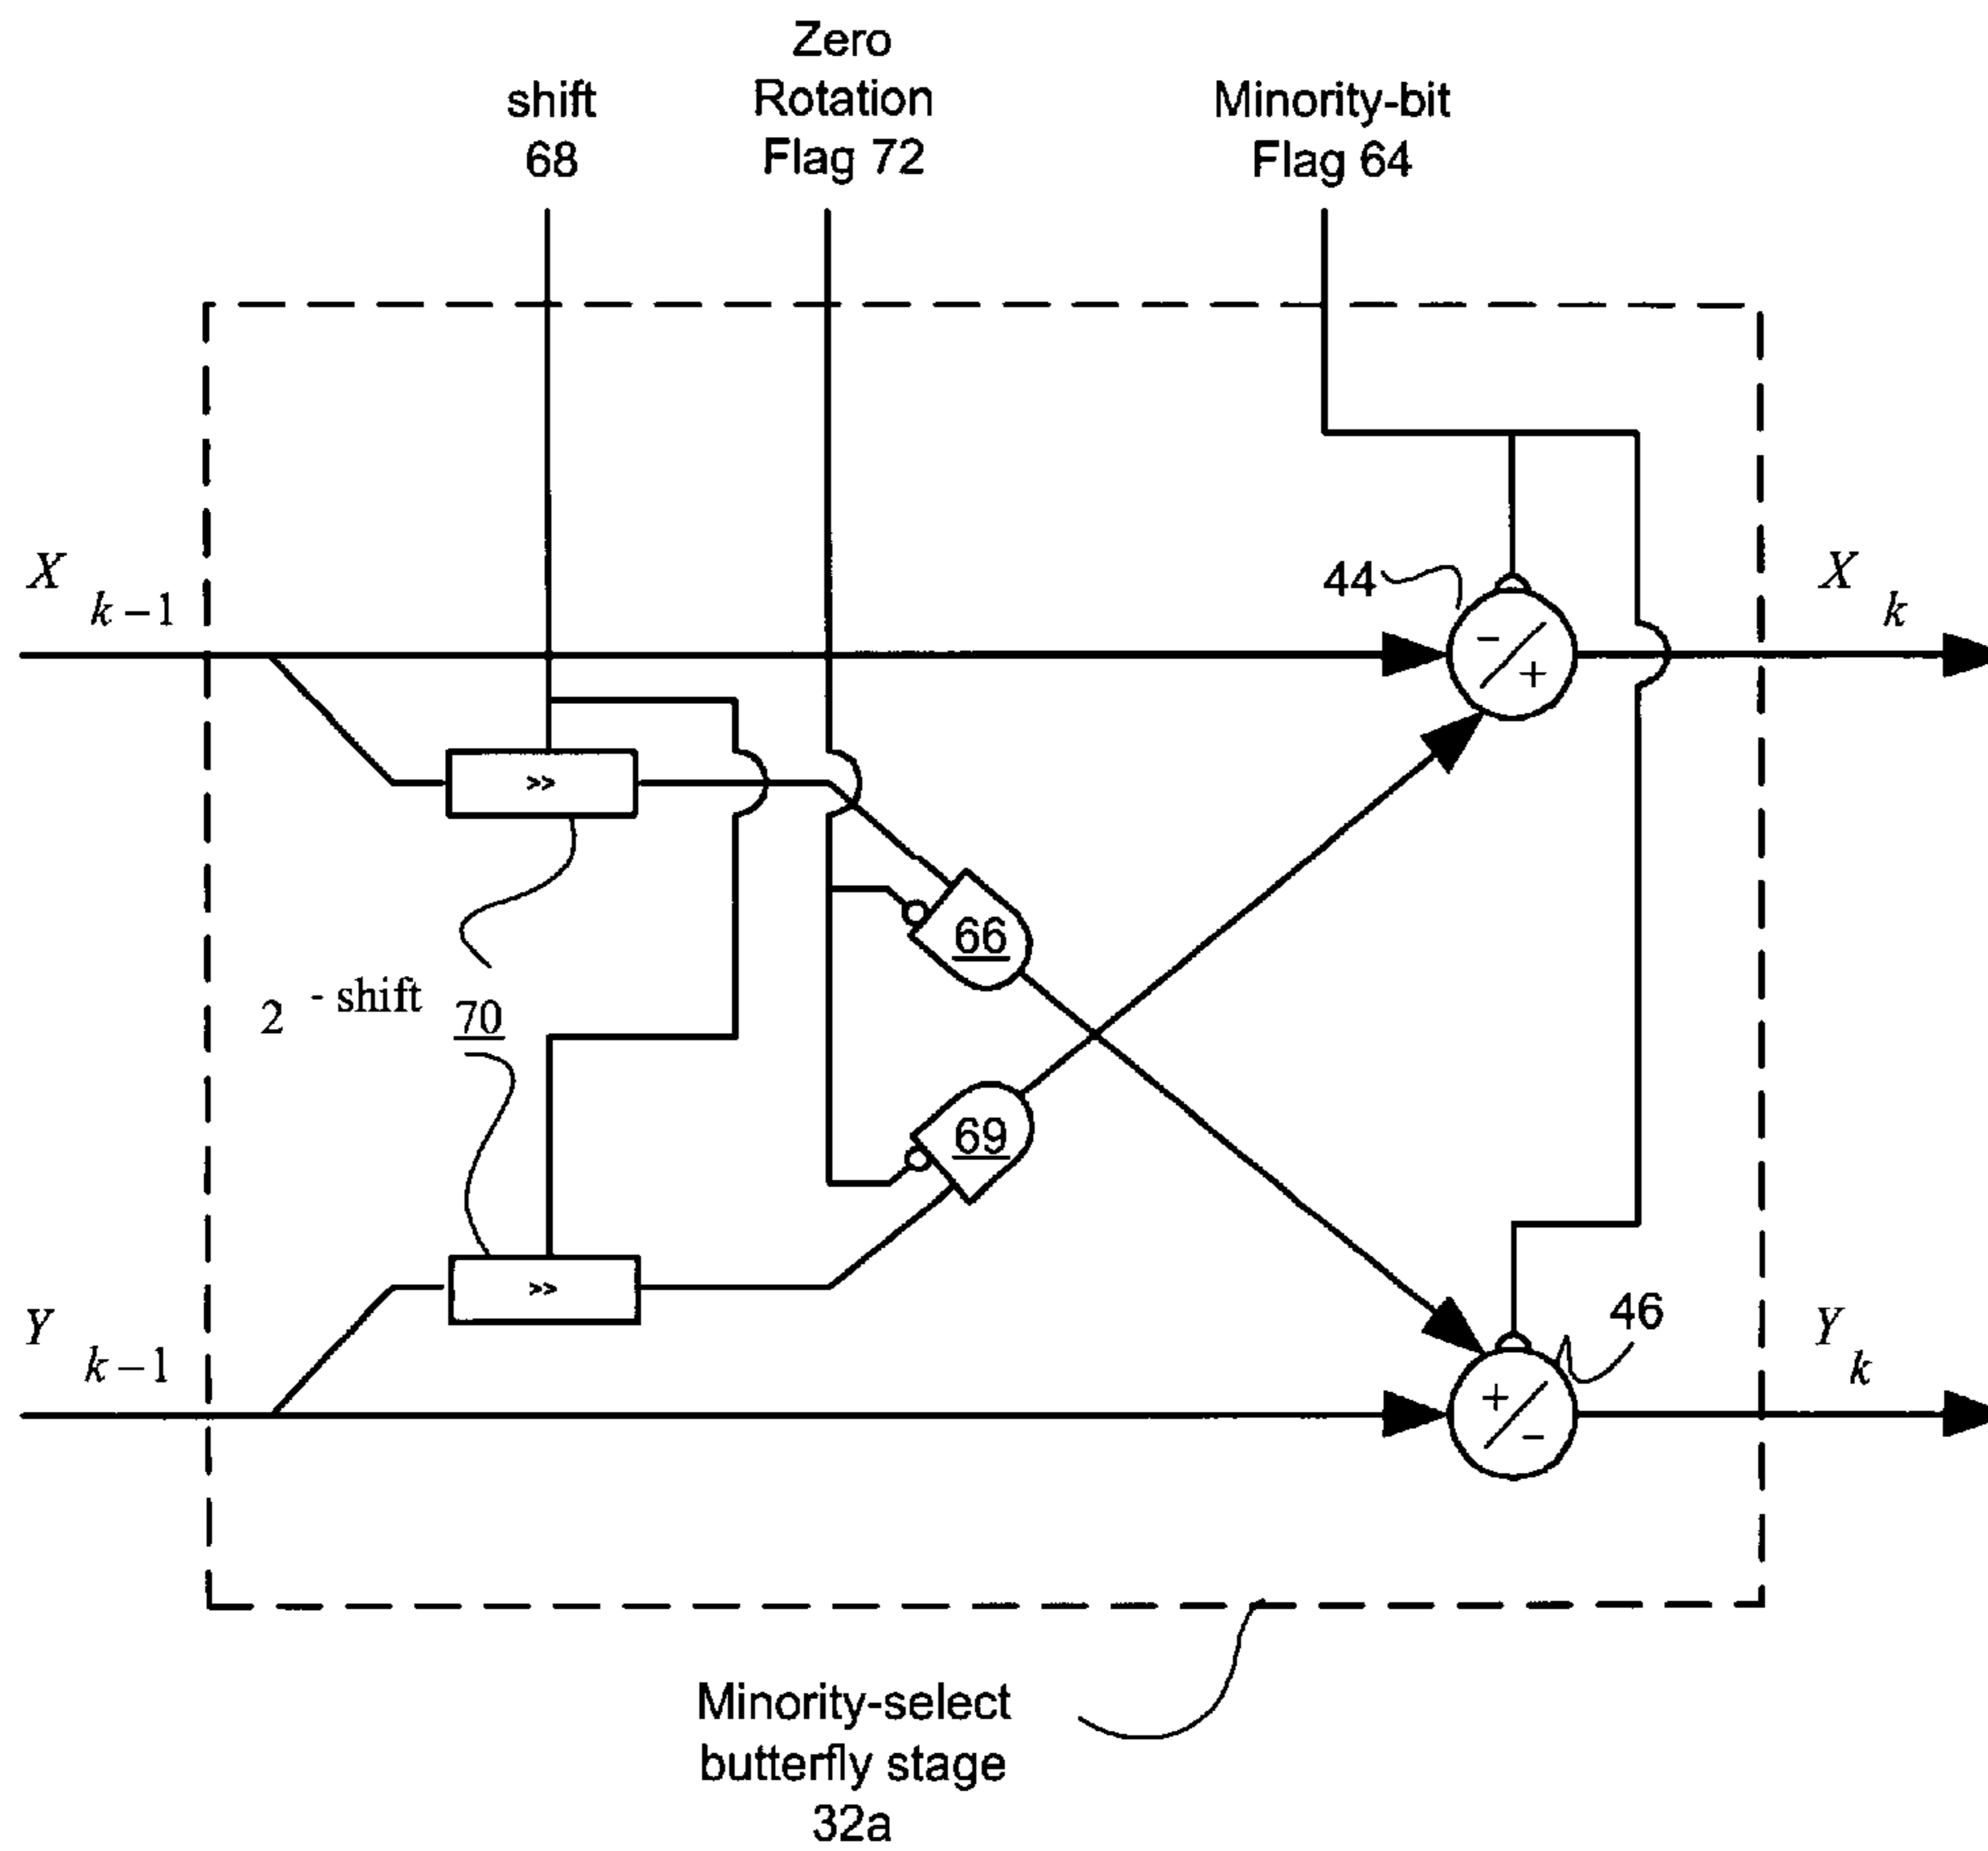 Zero
Rotation
Flag 72
shift
68
Minority-bit
Flag 64
X k−1
44
− / +
X k
>>
66
2 - shift 70
69
>>
Y k−1
46
+ / −
Y k
Minority-select
butterfly stage
32a